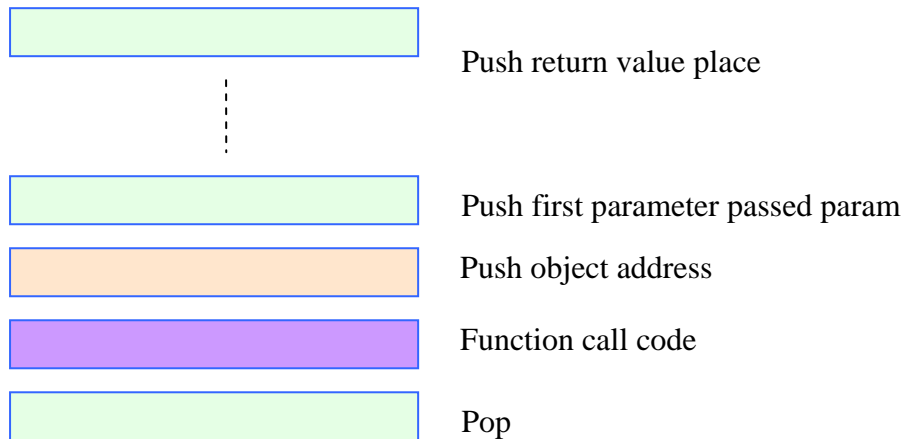 Push return value place
Push first parameter passed param
Push object address
Function call code
Pop